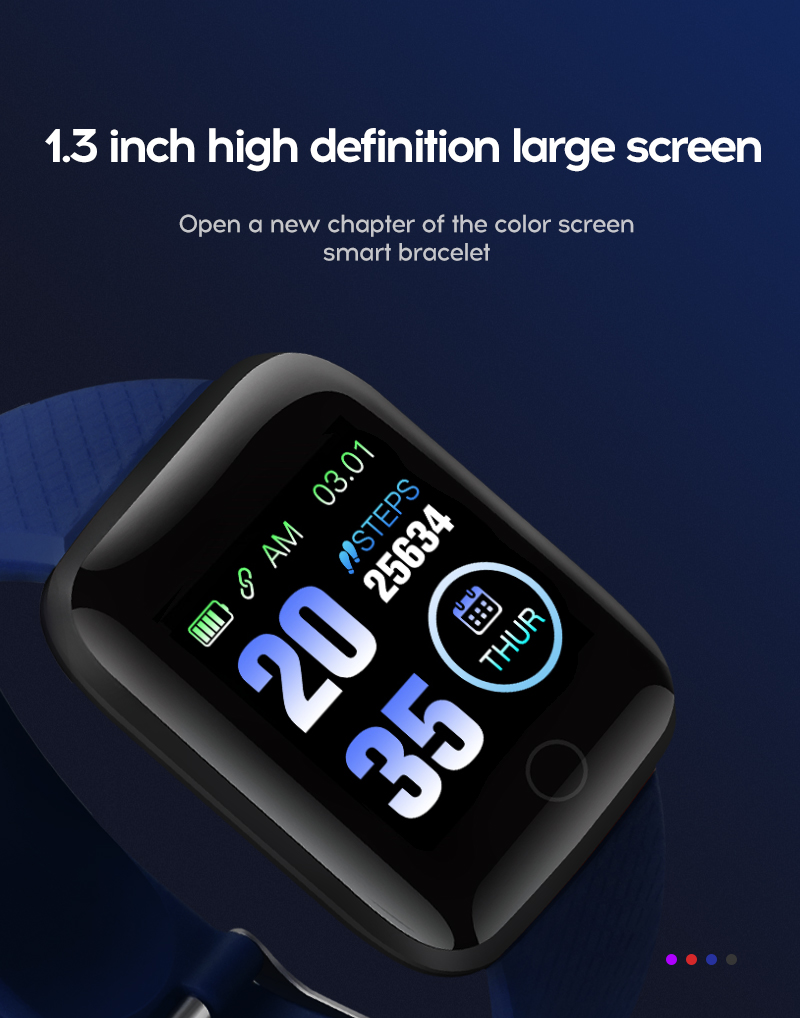 1.3 inch high definition large screen
Open a new chapter of the color screen
smart bracelet
AM 03.01
STEPS
25634
20
35
THUR